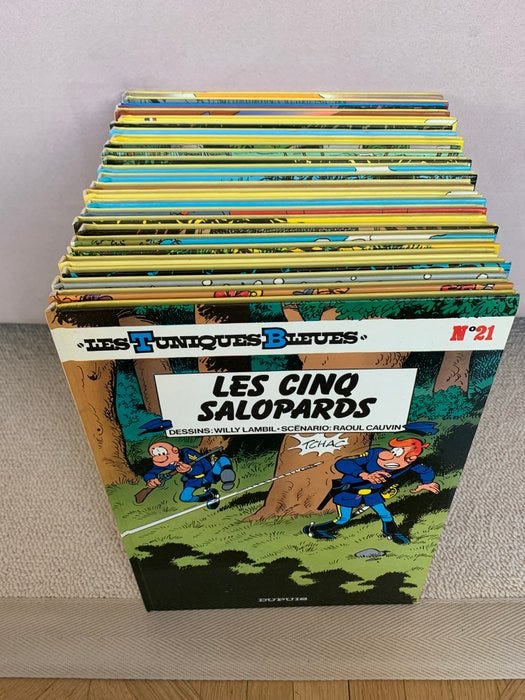 "LES TUNIQUES BLEUES"
N°21
LES CINQ
SALOPARDS
DESSINS: WILLY LAMBIL - SCÉNARIO: RAOUL CAUVIN
TCHAC
DUPUIS